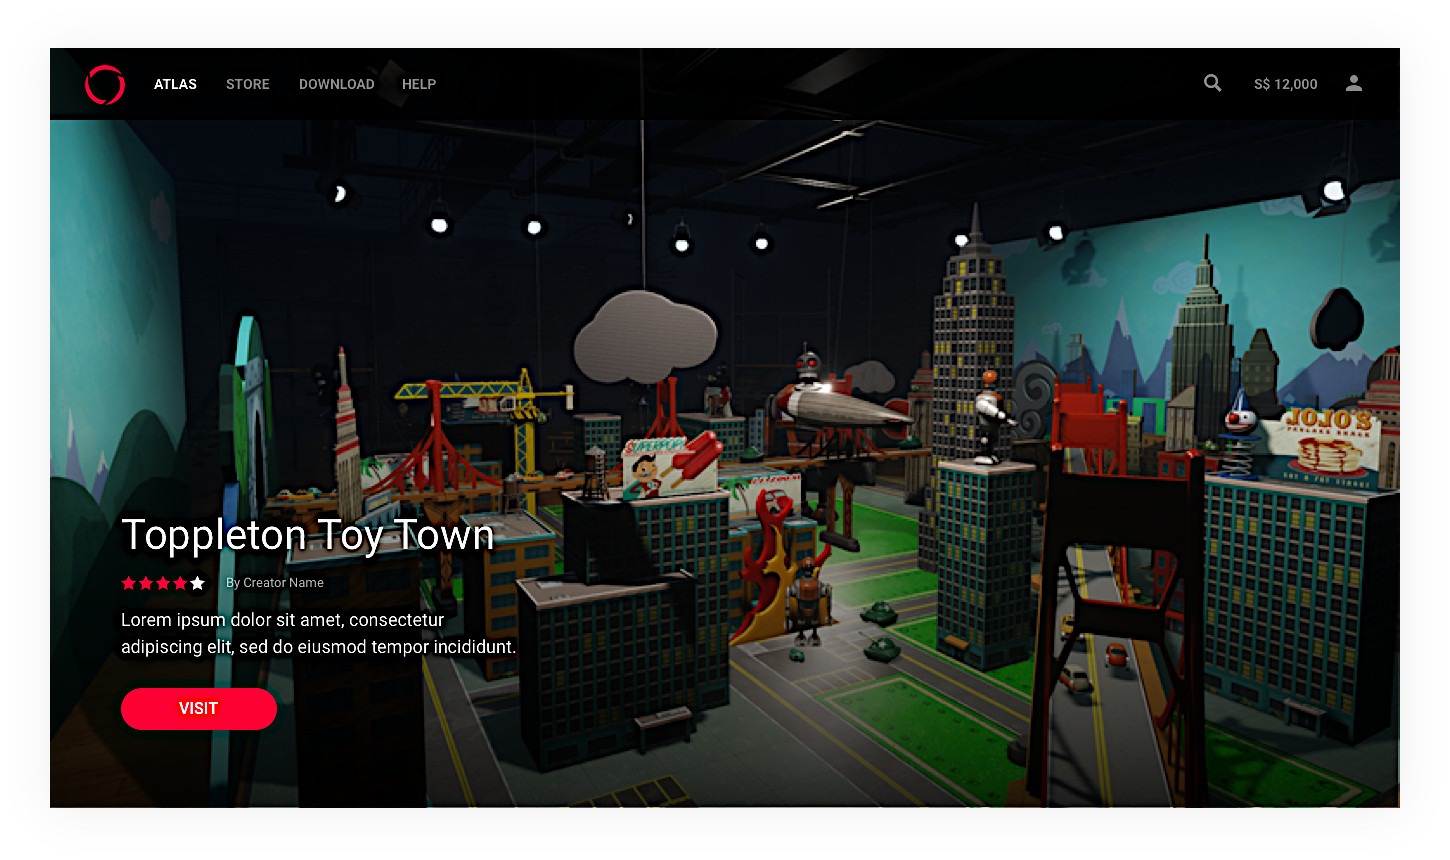 ATLAS STORE DOWNLOAD HELP S$ 12,000
SUPERPOP!
JOJO'S
Toppleton Toy Town
By Creator Name
Lorem ipsum dolor sit amet, consectetur
adipiscing elit, sed do eiusmod tempor incididunt.
VISIT